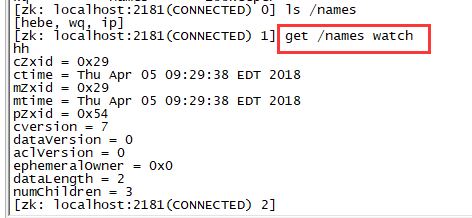 [zk: localhost:2181(CONNECTED) 0] ls /names
[hebe, wq, ip]
[zk: localhost:2181(CONNECTED) 1] get /names watch
hh
cZxid = 0x29
ctime = Thu Apr 05 09:29:38 EDT 2018
mZxid = 0x29
mtime = Thu Apr 05 09:29:38 EDT 2018
pZxid = 0x54
cversion = 7
dataVersion = 0
aclVersion = 0
ephemeralOwner = 0x0
dataLength = 2
numChildren = 3
[zk: localhost:2181(CONNECTED) 2]